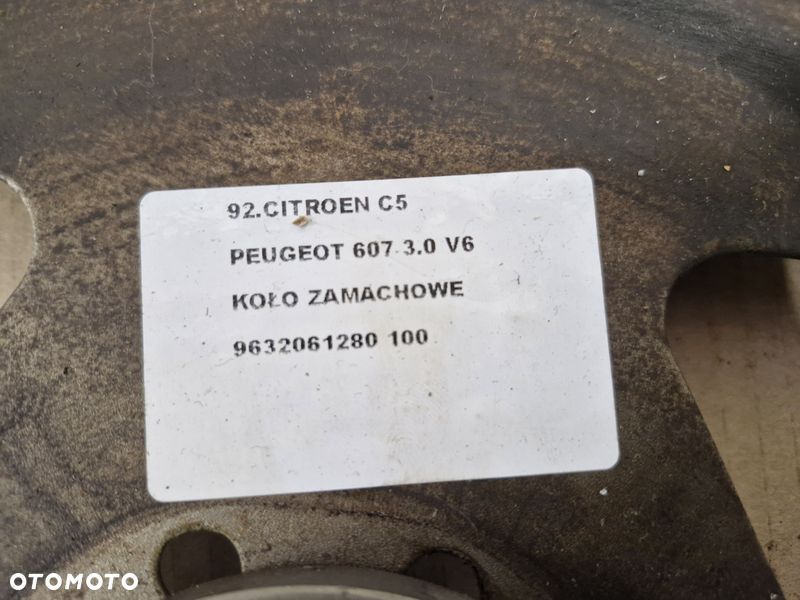 92.CITROEN C5
PEUGEOT 607 3.0 V6
KOŁO ZAMACHOWE
9632061280 100
OTOMOTO